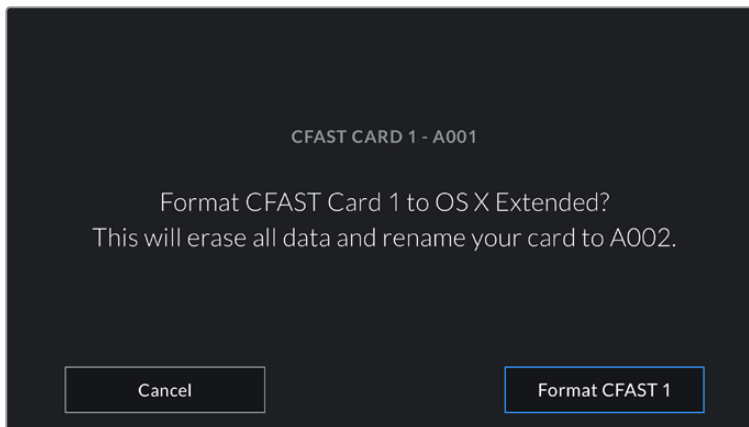 CFAST CARD 1 - A001
Format CFAST Card 1 to OS X Extended?
This will erase all data and rename your card to A002.
Cancel
Format CFAST 1